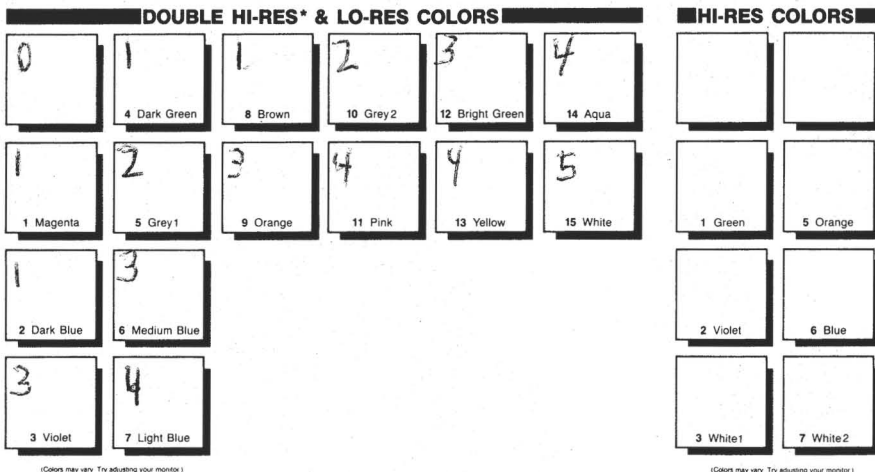 DOUBLE HI-RES* & LO-RES COLORS
HI-RES COLORS
0
1
1
2
3
4
4 Dark Green
8 Brown
10 Grey2
12 Bright Green
14 Aqua
1
2
3
4
4
5
1 Magenta
5 Grey1
9 Orange
11 Pink
13 Yellow
15 White
1 Green
5 Orange
1
3
2 Dark Blue
6 Medium Blue
2 Violet
6 Blue
3
4
3 Violet
7 Light Blue
3 White1
7 White2
(Colors may vary Try adjusting your monitor)
(Colors may vary Try adjusting your monitor)